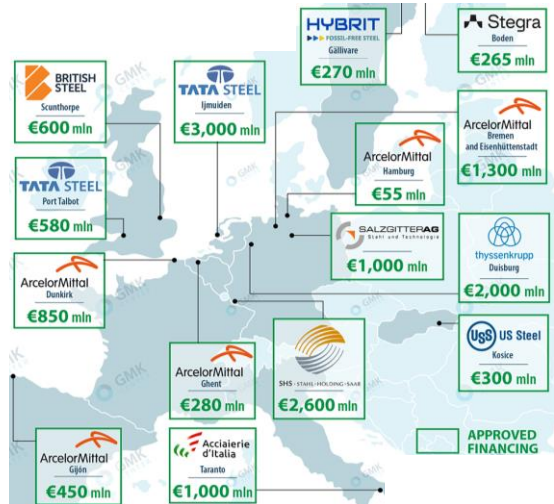 HYBRIT
FOSSIL-FREE STEEL
Gällivare
€270 mln
Stegra
Boden
€265 mln
BRITISH
STEEL
Scunthorpe
€600 mln
TATA STEEL
Ijmuiden
€3,000 mln
ArcelorMittal
Bremen
and Eisenhüttenstadt
€1,300 mln
ArcelorMittal
Hamburg
€55 mln
TATA STEEL
Port Talbot
€580 mln
SALZGITTERAG
Stahl und Technologie
€1,000 mln
thyssenkrupp
Duisburg
€2,000 mln
ArcelorMittal
Dunkirk
€850 mln
ArcelorMittal
Ghent
€280 mln
SHS - STAHL-HOLDING-SAAR
€2,600 mln
USS US Steel
Kosice
€300 mln
ArcelorMittal
Gijón
€450 mln
Acciaierie
d'Italia
Taranto
€1,000 mln
APPROVED
FINANCING
GMK